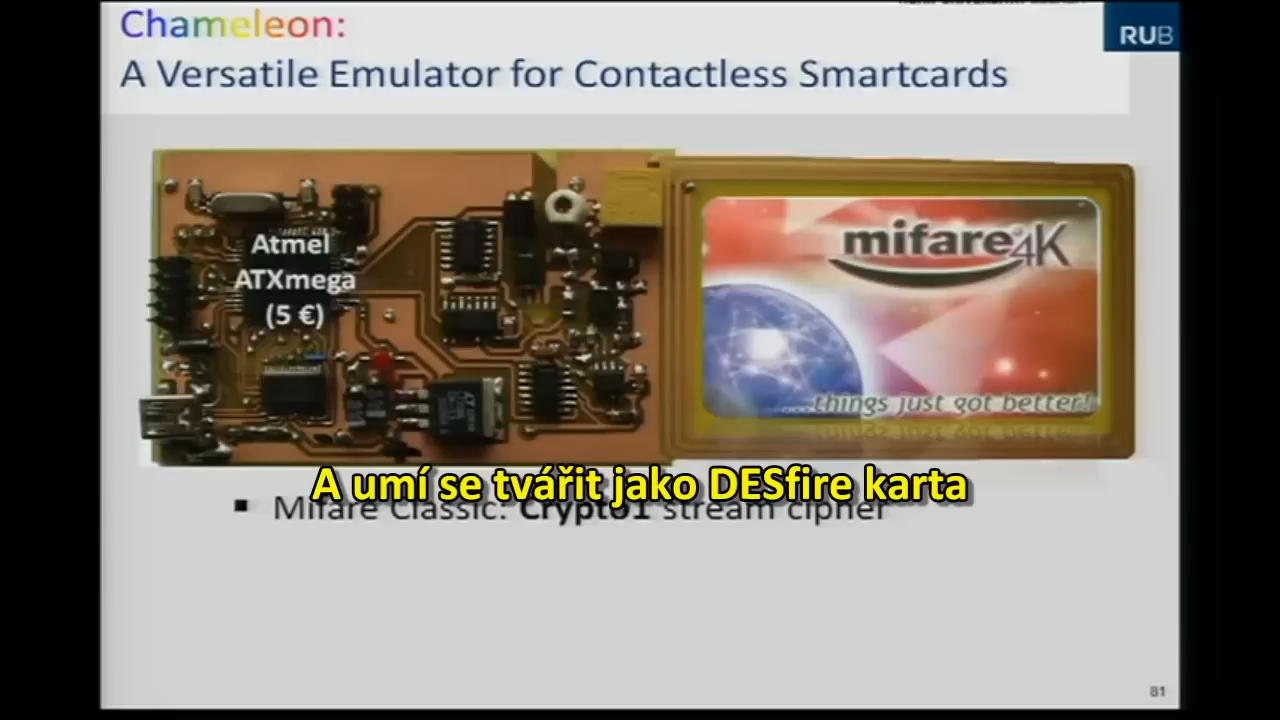 Chameleon:
RUB
A Versatile Emulator for Contactless Smartcards
Atmel
ATXmega
(5 €)
mifare 4K
...things just got better!
A umí se tvářit jako DESfire karta
▪ Mifare Classic: Crypto1 stream cipher
81